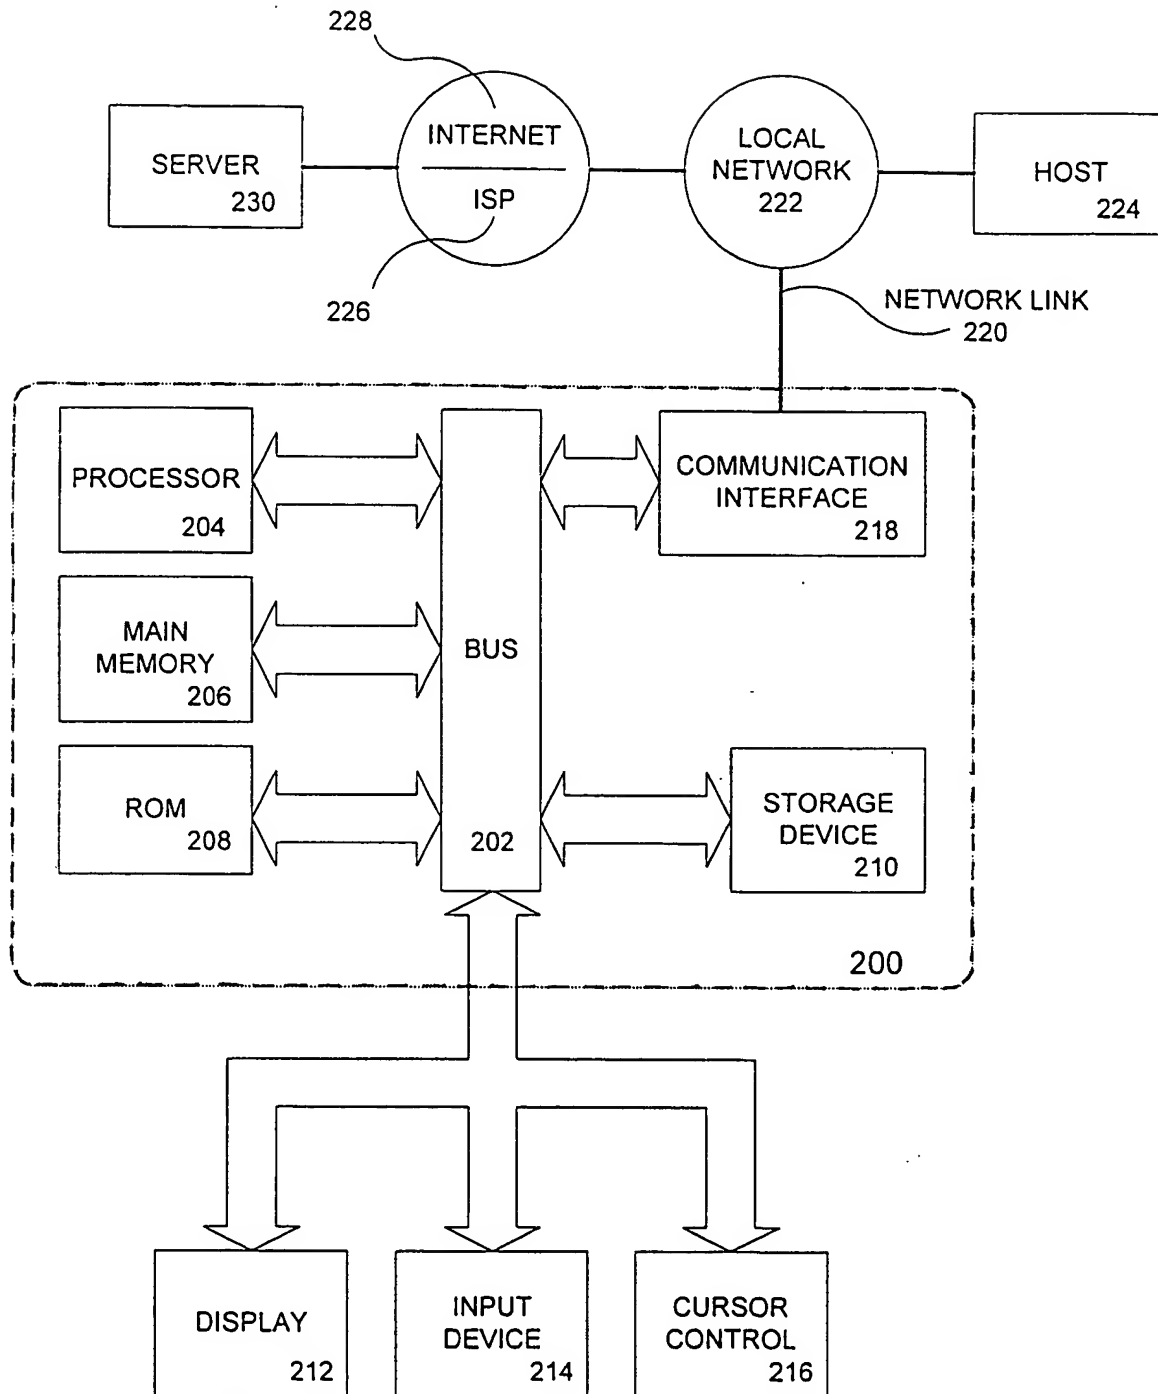 228
SERVER
230
INTERNET
ISP
226
LOCAL
NETWORK
222
HOST
224
NETWORK LINK
220
PROCESSOR
204
MAIN
MEMORY
206
ROM
208
BUS
202
COMMUNICATION
INTERFACE
218
STORAGE
DEVICE
210
200
DISPLAY
212
INPUT
DEVICE
214
CURSOR
CONTROL
216